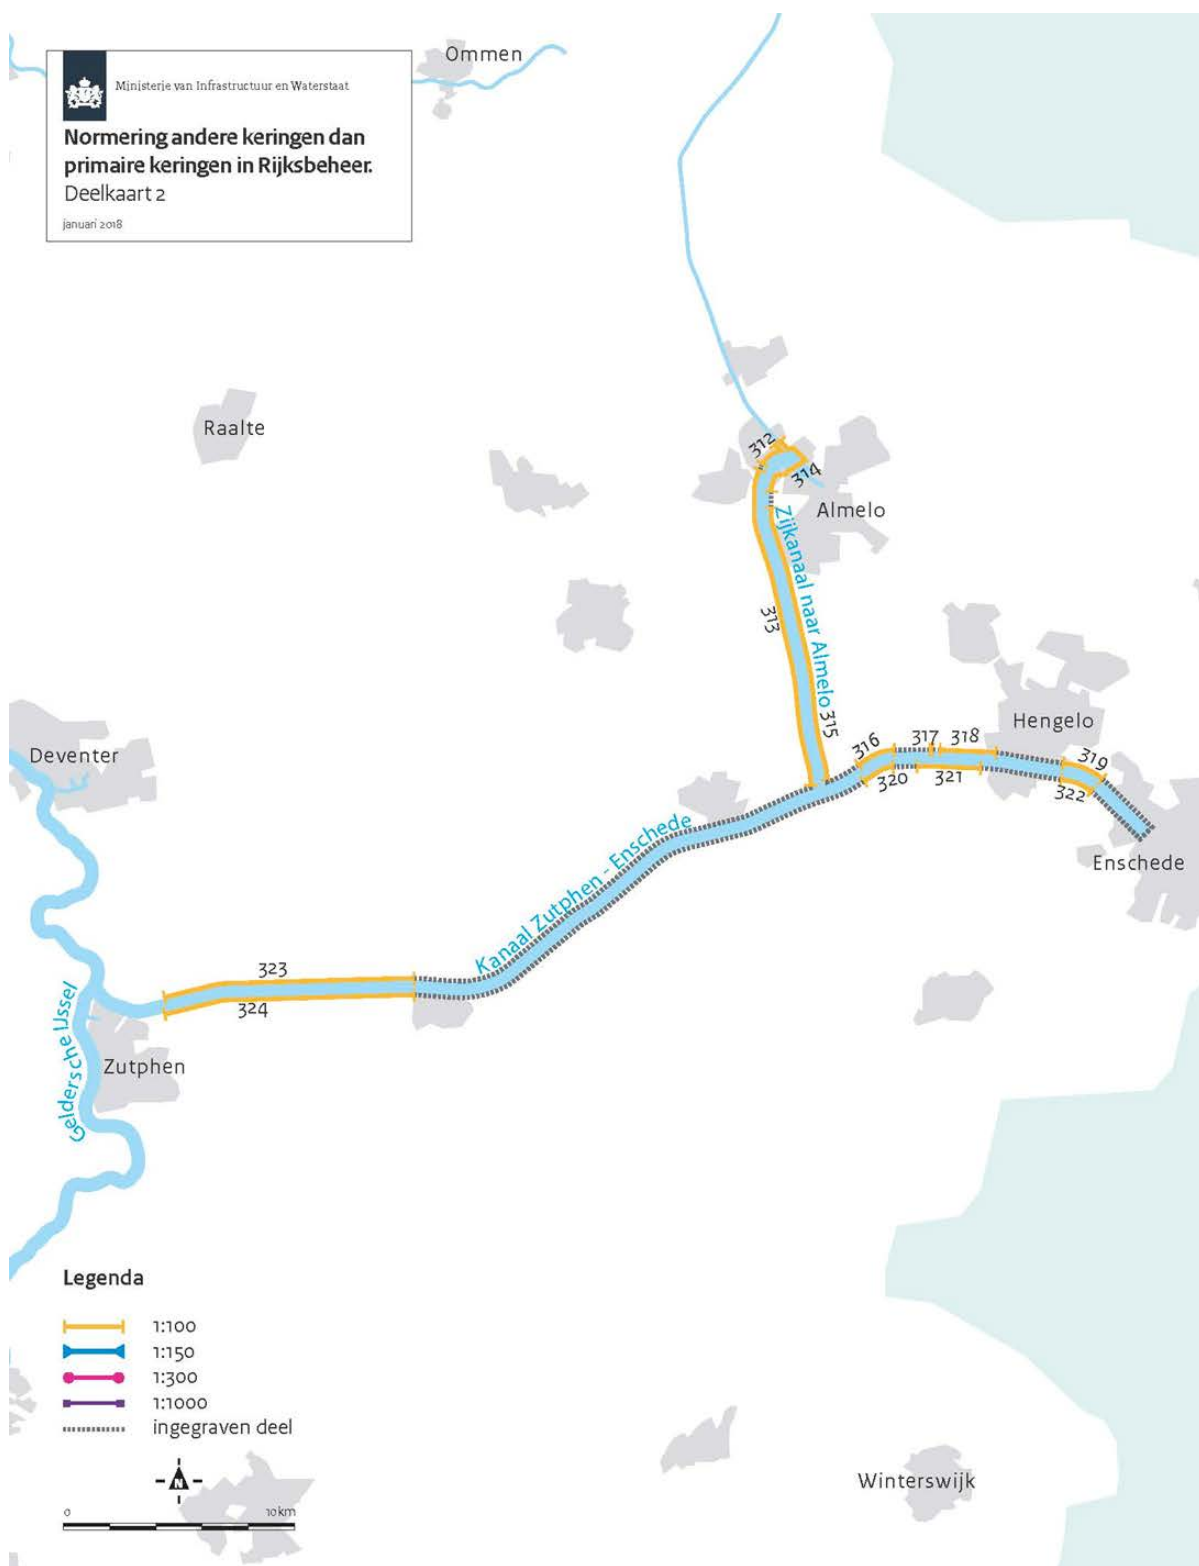 Ommen
Ministerie van Infrastructuur en Waterstaat
Normering andere keringen dan
primaire keringen in Rijksbeheer.
Deelkaart 2
januari 2018
Raalte
312
314
Almelo
Zijkanaal naar Almelo
313
315
Hengelo
316
317
318
319
320
321
322
Deventer
Enschede
Kanaal Zutphen - Enschede
323
324
Geldersche IJssel
Zutphen
Legenda
1:100
1:150
1:300
1:1000
ingegraven deel
N
0
10km
Winterswijk